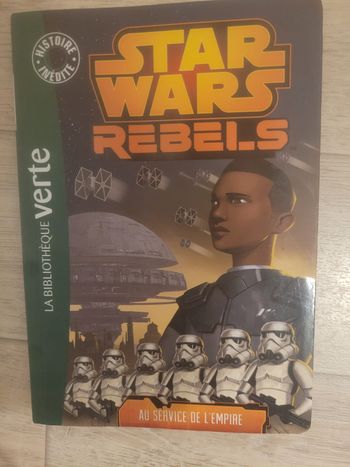 HISTOIRE
INÉDITE
STAR
WARS
REBELS
LA BIBLIOTHÈQUE verte
AU SERVICE DE L'EMPIRE